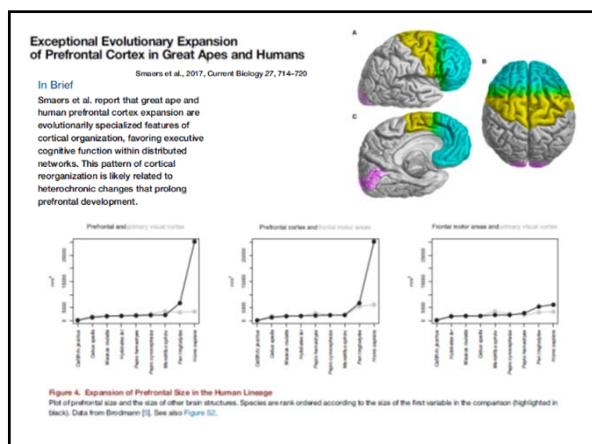 Exceptional Evolutionary Expansion
of Prefrontal Cortex in Great Apes and Humans
Smaers et al., 2017, Current Biology 27, 714–720
In Brief
Smaers et al. report that great ape and
human prefrontal cortex expansion are
evolutionarily specialized features of
cortical organization, favoring executive
cognitive function within distributed
networks. This pattern of cortical
reorganization is likely related to
heterochronic changes that prolong
prefrontal development.
A
B
C
Prefrontal and primary visual cortex
Prefrontal cortex and frontal motor areas
Frontal motor areas and primary visual cortex
Homo sapiens
Homo sapiens
Homo sapiens
Figure 4. Expansion of Prefrontal Size in the Human Lineage
Plot of prefrontal size and the size of other brain structures. Species are rank ordered according to the size of the first variable in the comparison (highlighted in
black). Data from Brodmann [5]. See also Figure S2.